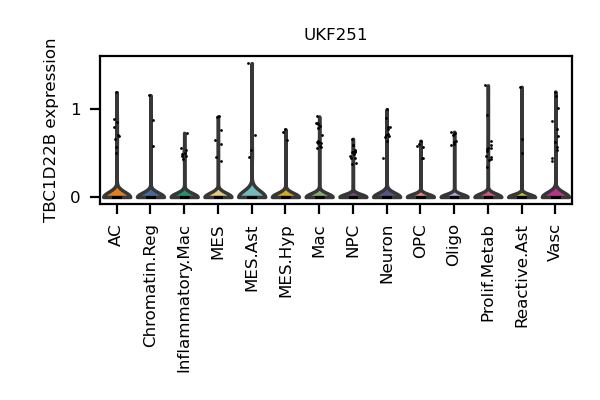 UKF251
TBC1D22B expression
1
0
AC
Chromatin.Reg
Inflammatory.Mac
MES
MES.Ast
MES.Hyp
Mac
NPC
Neuron
OPC
Oligo
Prolif.Metab
Reactive.Ast
Vasc